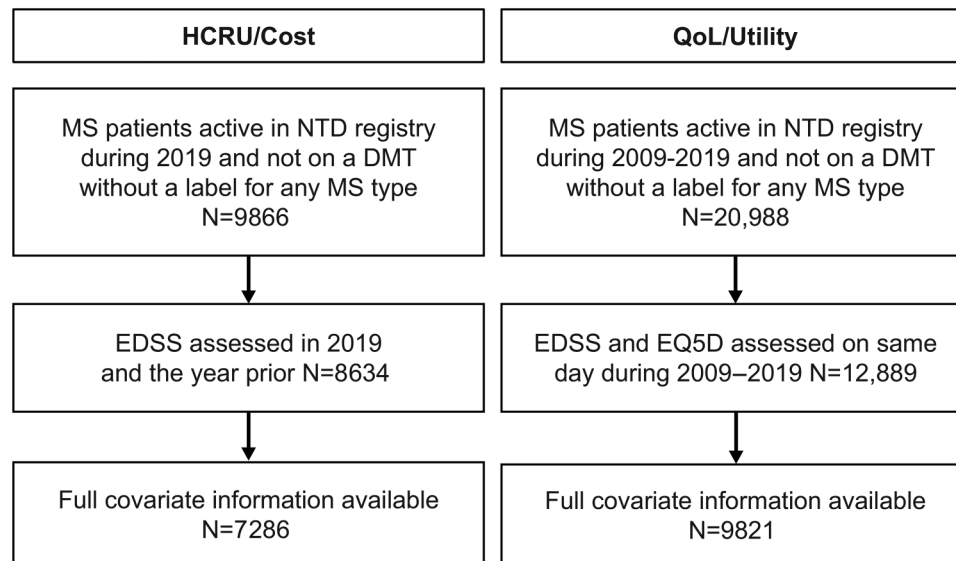 HCRU/Cost
MS patients active in NTD registry
during 2019 and not on a DMT
without a label for any MS type
N=9866
EDSS assessed in 2019
and the year prior N=8634
Full covariate information available
N=7286
QoL/Utility
MS patients active in NTD registry
during 2009-2019 and not on a DMT
without a label for any MS type
N=20,988
EDSS and EQ5D assessed on same
day during 2009–2019 N=12,889
Full covariate information available
N=9821